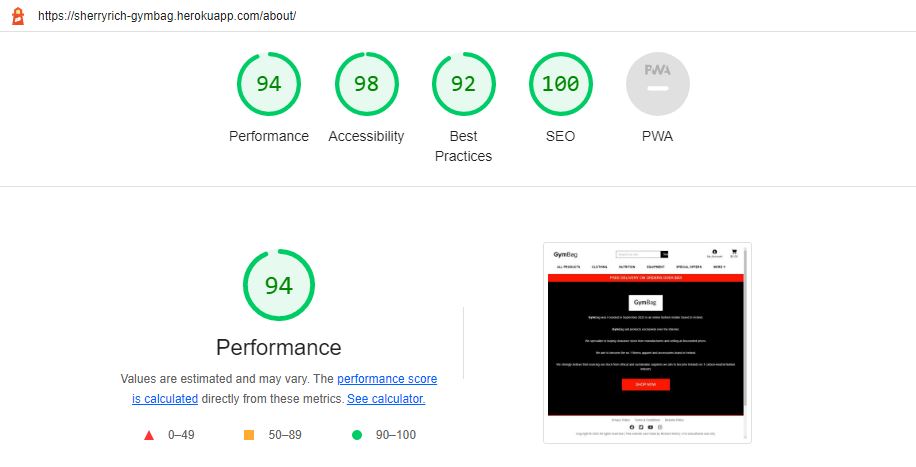 https://sherryrich-gymbag.herokuapp.com/about/
94
98
92
100
PWA
Performance
Accessibility
Best
Practices
SEO
PWA
94
Performance
Values are estimated and may vary. The performance score
is calculated directly from these metrics. See calculator.
0–49
50–89
90–100
GymBag
ALL PRODUCTS CLOTHING NUTRITION EQUIPMENT SPECIAL OFFERS
FREE DELIVERY ON ORDERS OVER
GymBag
SHOP NOW